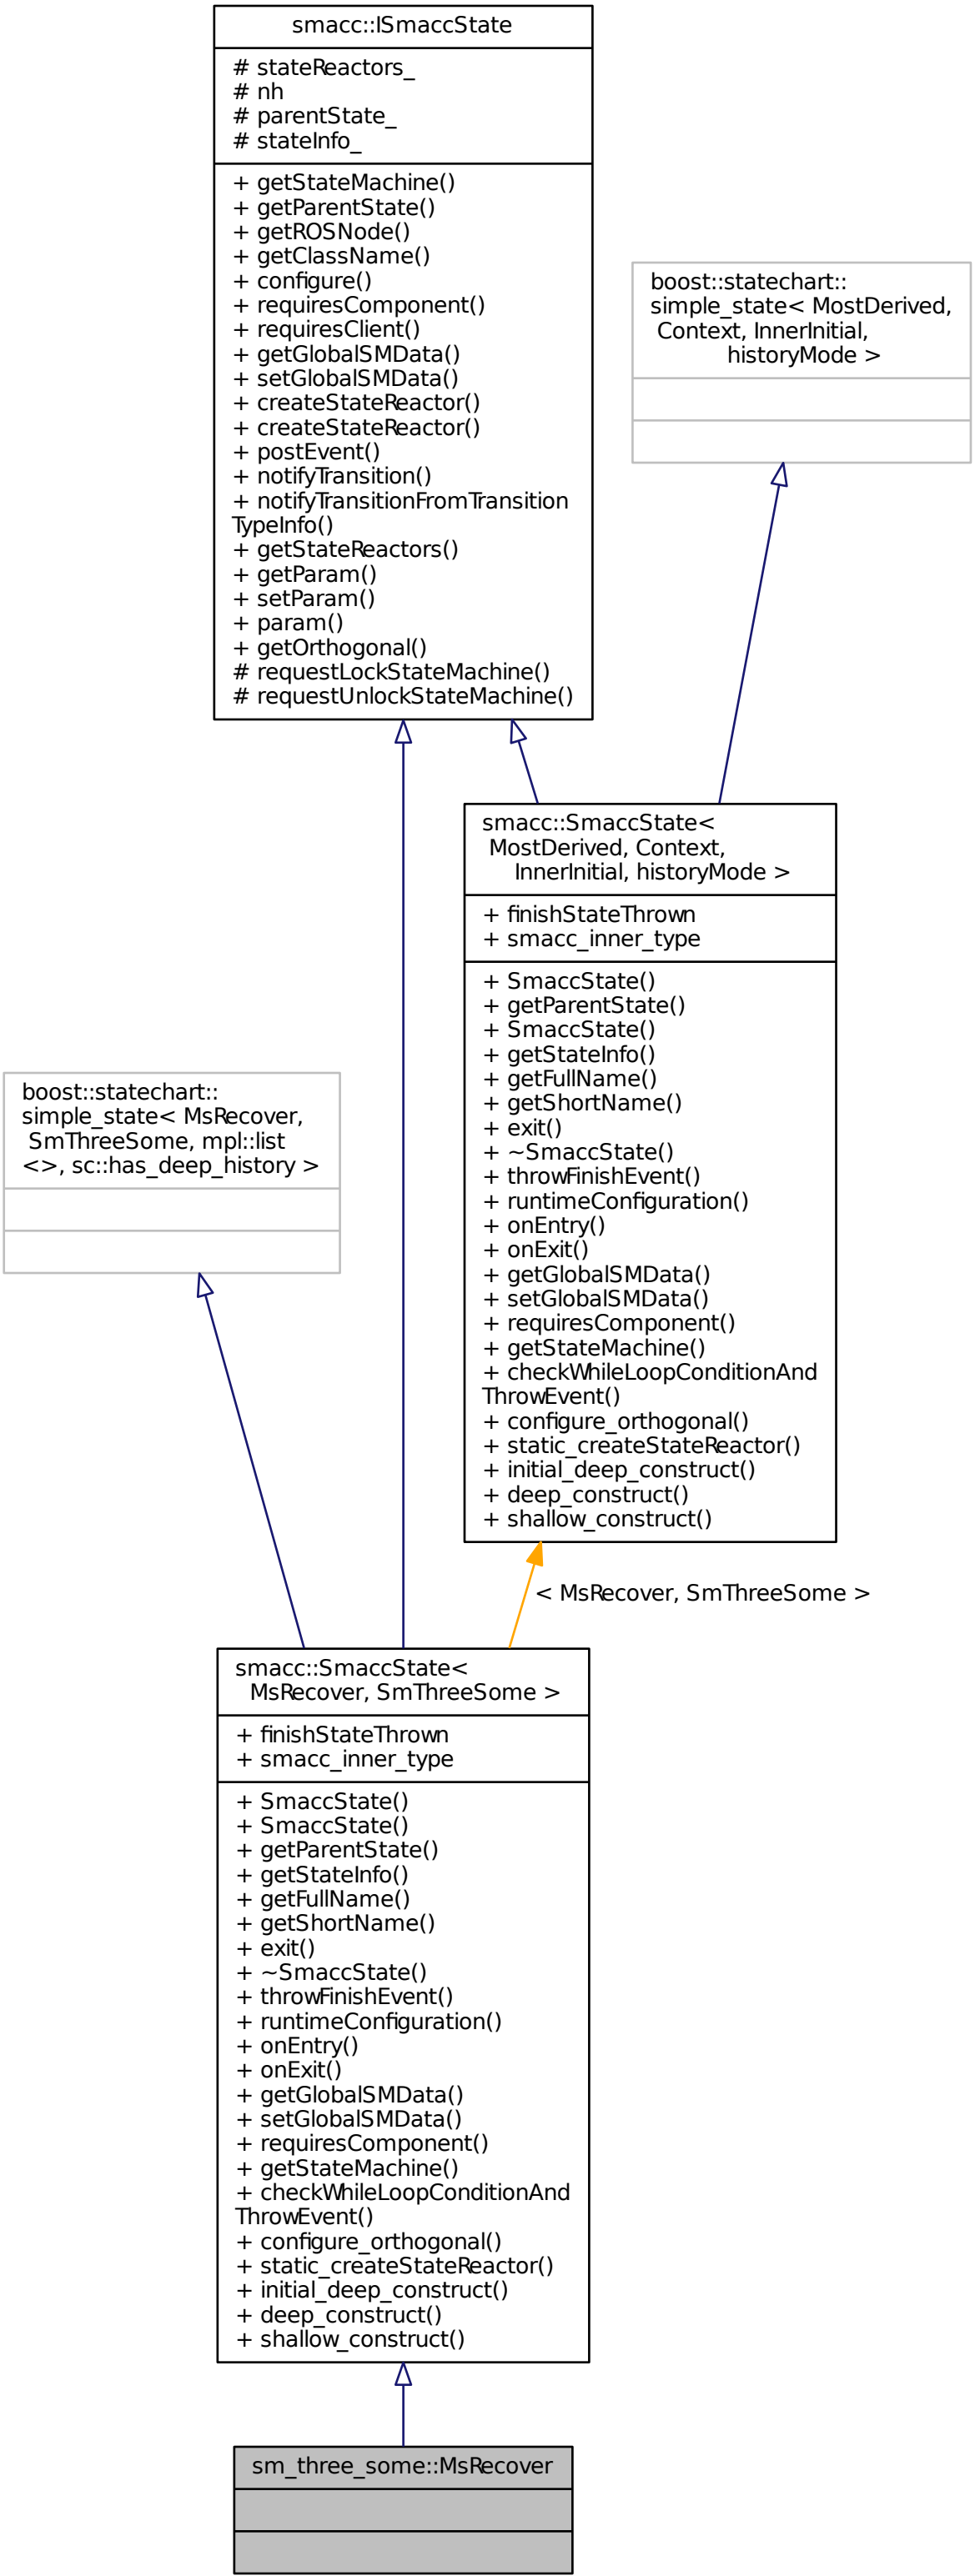 smacc::ISmaccState
# stateReactors_
# nh
# parentState_
# stateInfo_
+ getStateMachine()
+ getParentState()
+ getROSNode()
+ getClassName()
+ configure()
+ requiresComponent()
+ requiresClient()
+ getGlobalSMData()
+ setGlobalSMData()
+ createStateReactor()
+ createStateReactor()
+ postEvent()
+ notifyTransition()
+ notifyTransitionFromTransition
TypeInfo()
+ getStateReactors()
+ getParam()
+ setParam()
+ param()
+ getOrthogonal()
# requestLockStateMachine()
# requestUnlockStateMachine()
boost::statechart::
simple_state< MostDerived,
Context, InnerInitial,
historyMode >
smacc::SmaccState<
MostDerived, Context,
InnerInitial, historyMode >
+ finishStateThrown
+ smacc_inner_type
+ SmaccState()
+ getParentState()
+ SmaccState()
+ getStateInfo()
+ getFullName()
+ getShortName()
+ exit()
+ ~SmaccState()
+ throwFinishEvent()
+ runtimeConfiguration()
+ onEntry()
+ onExit()
+ getGlobalSMData()
+ setGlobalSMData()
+ requiresComponent()
+ getStateMachine()
+ checkWhileLoopConditionAnd
ThrowEvent()
+ configure_orthogonal()
+ static_createStateReactor()
+ initial_deep_construct()
+ deep_construct()
+ shallow_construct()
boost::statechart::
simple_state< MsRecover,
SmThreeSome, mpl::list
<>, sc::has_deep_history >
< MsRecover, SmThreeSome >
smacc::SmaccState<
MsRecover, SmThreeSome >
+ finishStateThrown
+ smacc_inner_type
+ SmaccState()
+ SmaccState()
+ getParentState()
+ getStateInfo()
+ getFullName()
+ getShortName()
+ exit()
+ ~SmaccState()
+ throwFinishEvent()
+ runtimeConfiguration()
+ onEntry()
+ onExit()
+ getGlobalSMData()
+ setGlobalSMData()
+ requiresComponent()
+ getStateMachine()
+ checkWhileLoopConditionAnd
ThrowEvent()
+ configure_orthogonal()
+ static_createStateReactor()
+ initial_deep_construct()
+ deep_construct()
+ shallow_construct()
sm_three_some::MsRecover